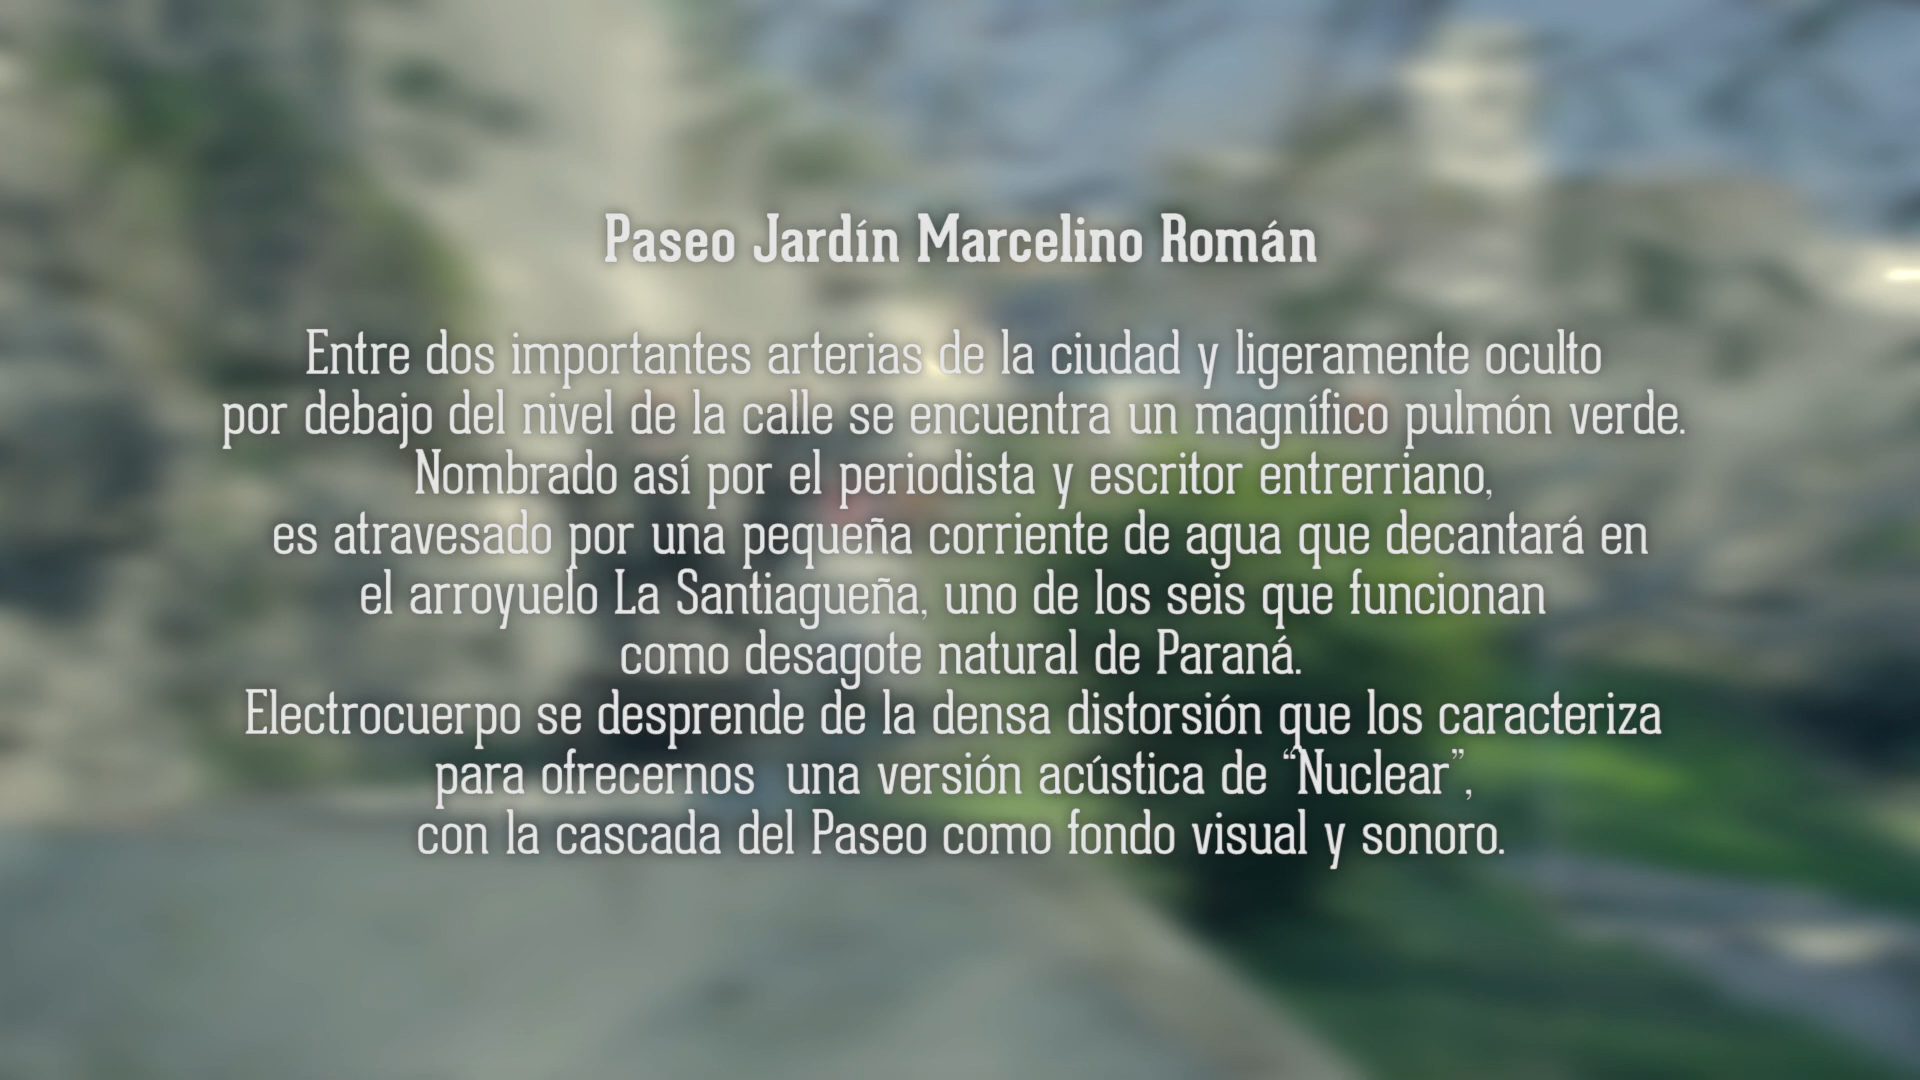 Paseo Jardín Marcelino Román
Entre dos importantes arterias de la ciudad y ligeramente oculto
por debajo del nivel de la calle se encuentra un magnífico pulmón verde.
Nombrado así por el periodista y escritor entrerriano,
es atravesado por una pequeña corriente de agua que decantará en
el arroyuelo La Santiagueña, uno de los seis que funcionan
como desagote natural de Paraná.
Electrocuerpo se desprende de la densa distorsión que los caracteriza
para ofrecernos  una versión acústica de “Nuclear”,
con la cascada del Paseo como fondo visual y sonoro.